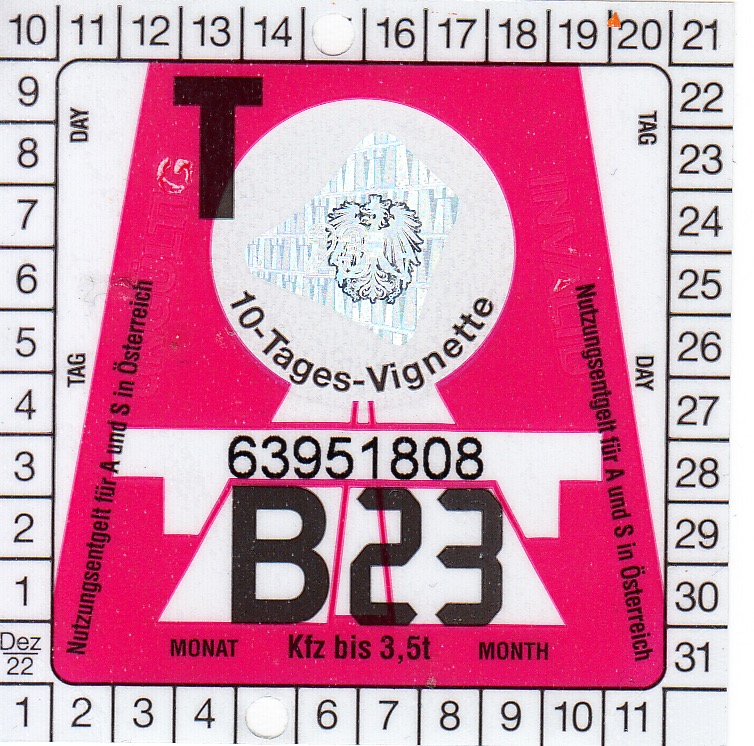 10 11 12 13 14 16 17 18 19 20 21
9 22
8 23
7 24
6 25
5 26
4 27
3 28
2 29
1 30
Dez
22
31
1 2 3 4 6 7 8 9 10 11
DAY
TAG
TAG
DAY
T
UNGÜLTIG
INVALID
10-Tages-Vignette
Nutzungsentgelt für A und S in Österreich
Nutzungsentgelt für A und S in Österreich
63951808
B23
MONAT Kfz bis 3,5t MONTH